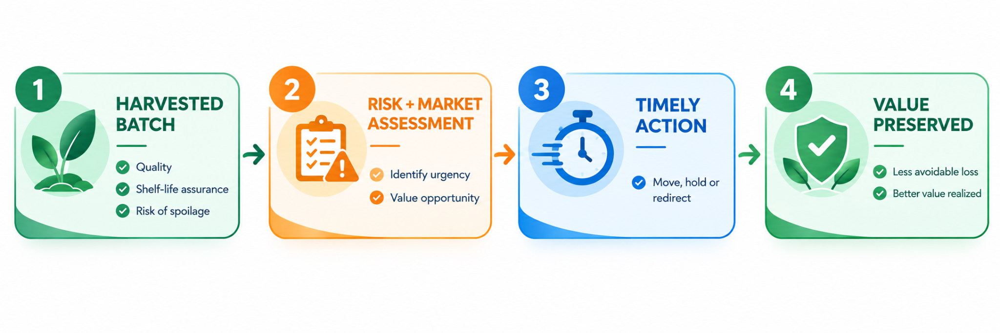 1
HARVESTED
BATCH
Quality
Shelf-life assurance
Risk of spoilage
2
RISK + MARKET
ASSESSMENT
Identify urgency
Value opportunity
3
TIMELY
ACTION
Move, hold or
redirect
4
VALUE
PRESERVED
Less avoidable loss
Better value realized